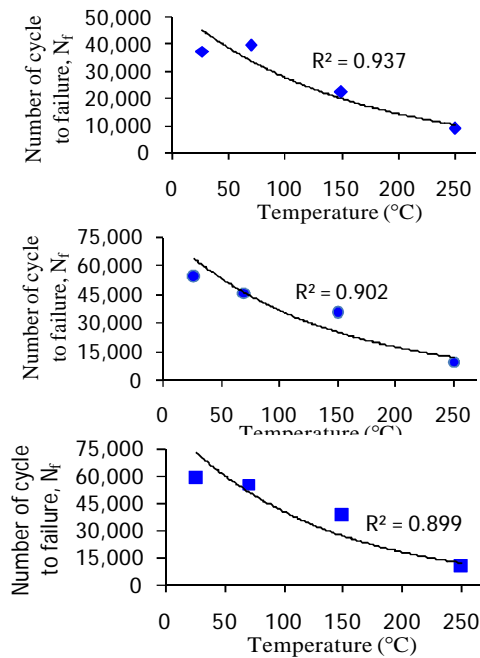 Number of cycle
to failure, Nf
50,000
40,000
30,000
20,000
10,000
0
R² = 0.937
0 50 100 150 200 250
Temperature (°C)
Number of cycle
to failure, Nf
75,000
60,000
45,000
30,000
15,000
0
R² = 0.902
0 50 100 150 200 250
Temperature (°C)
Number of cycle
to failure, Nf
75,000
60,000
45,000
30,000
15,000
0
R² = 0.899
0 50 100 150 200 250
Temperature (°C)